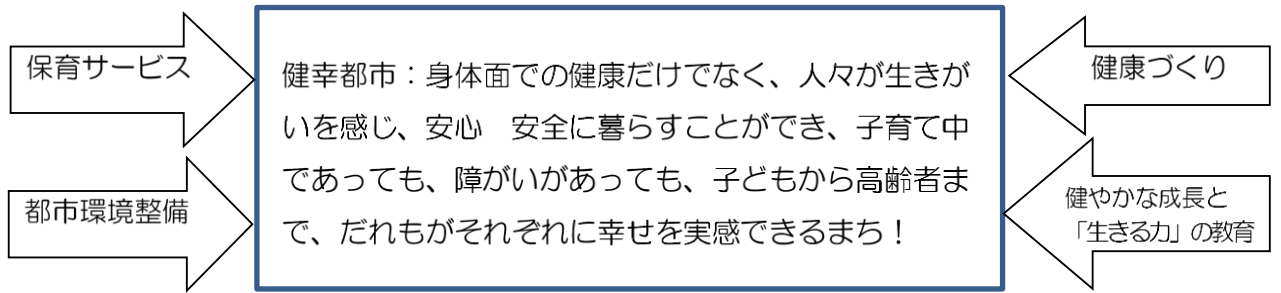 保育サービス
都市環境整備
健幸都市：身体面での健康だけでなく、人々が生きが
いを感じ、安心　安全に暮らすことができ、子育て中
であっても、障がいがあっても、子どもから高齢者ま
で、だれもがそれぞれに幸せを実感できるまち！
健康づくり
健やかな成長と
「生きる力」の教育